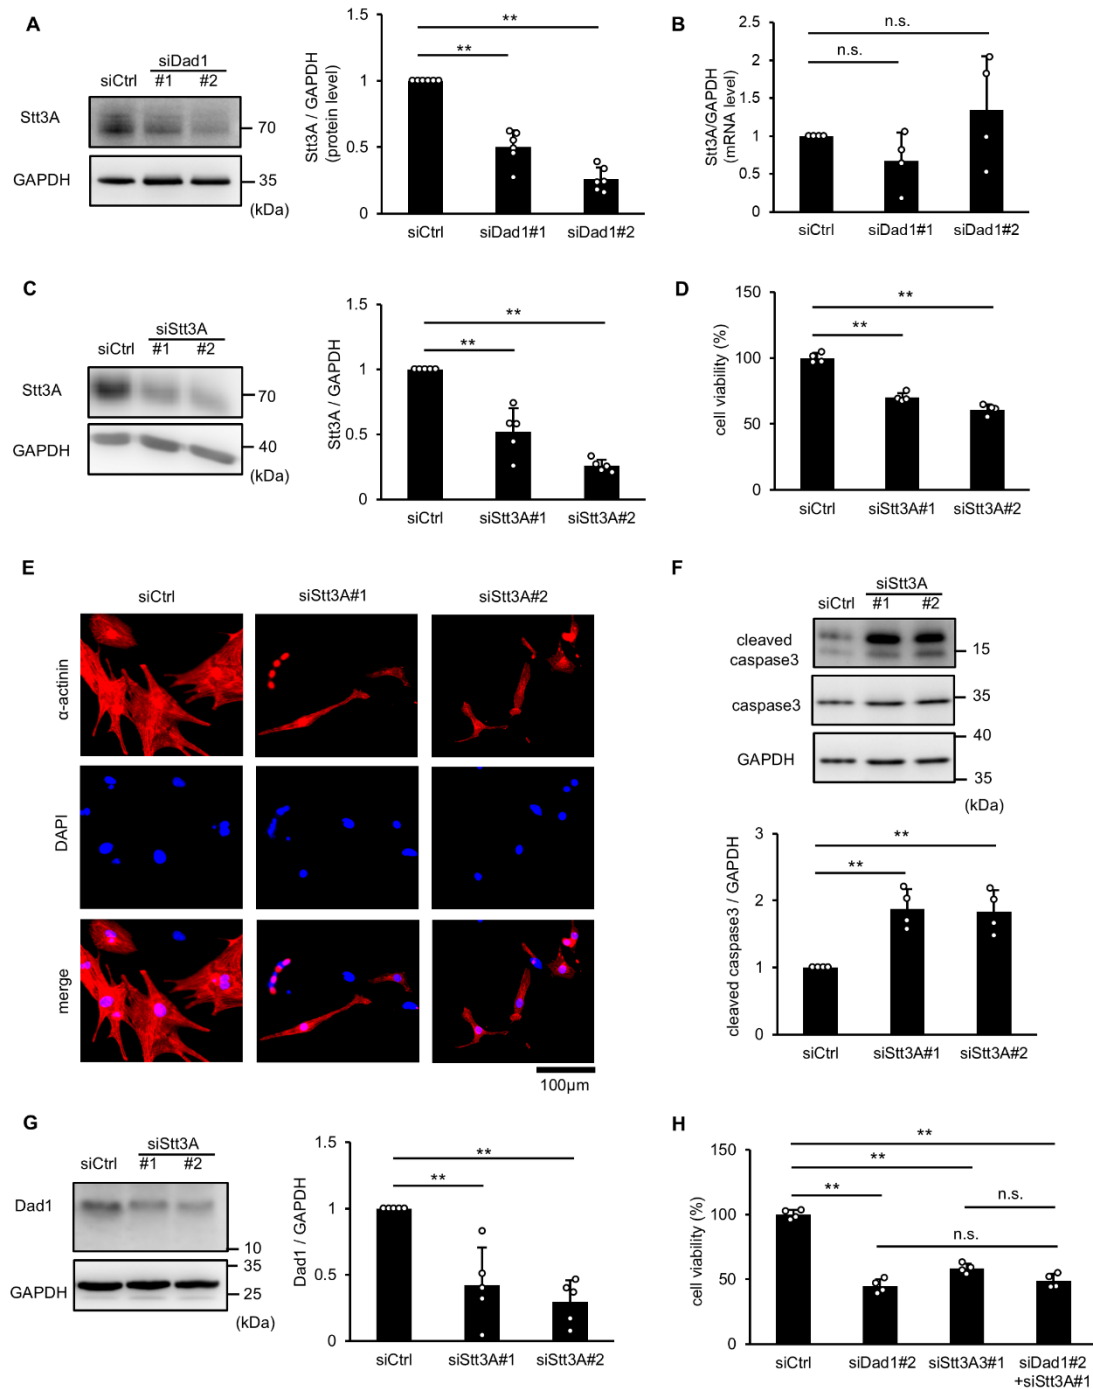 A
siDad1
siCtrl #1 #2
Stt3A
70
GAPDH
35
(kDa)
Stt3A / GAPDH
(protein level)
1.5
1
0.5
0
**
**
siCtrl siDad1#1 siDad1#2
B
Stt3A/GAPDH
(mRNA level)
2.5
2
1.5
1
0.5
0
n.s.
n.s.
siCtrl siDad1#1 siDad1#2
C
siStt3A
siCtrl #1 #2
Stt3A
70
GAPDH
40
(kDa)
Stt3A / GAPDH
1.5
1
0.5
0
**
**
siCtrl siStt3A#1 siStt3A#2
D
cell viability (%)
150
100
50
0
**
**
siCtrl siStt3A#1 siStt3A#2
E
siCtrl siStt3A#1 siStt3A#2
α-actinin
DAPI
merge
100μm
F
siStt3A
siCtrl #1 #2
cleaved
caspase3
15
caspase3
35
40
GAPDH
35
(kDa)
cleaved caspase3 / GAPDH
3
2
1
0
**
**
siCtrl siStt3A#1 siStt3A#2
G
siStt3A
siCtrl #1 #2
Dad1
10
35
GAPDH
25
(kDa)
Dad1 / GAPDH
1.5
1
0.5
0
**
**
siCtrl siStt3A#1 siStt3A#2
H
cell viability (%)
150
100
50
0
**
**
**
n.s.
n.s.
siCtrl siDad1#2 siStt3A3#1 siDad1#2
+siStt3A#1